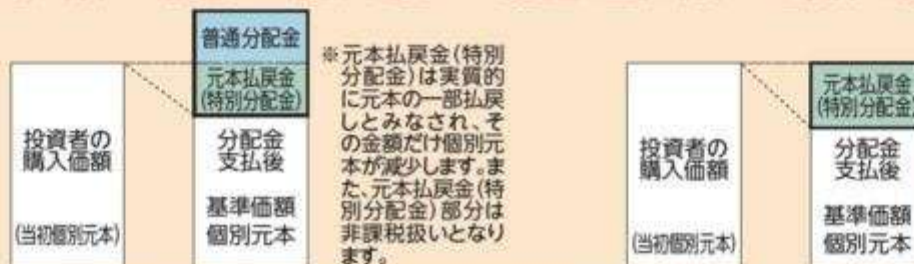 普通分配金
元本払戻金
(特別分配金)
投資者の
購入価額
(当初個別元本)
分配金
支払後
基準価額
個別元本
※元本払戻金(特別
分配金)は実質的
に元本の一部払戻
しとみなされ、そ
の金額だけ個別元
本が減少します。ま
た、元本払戻金(特
別分配金)部分は
非課税扱いとなり
ます。
投資者の
購入価額
(当初個別元本)
元本払戻金
(特別分配金)
分配金
支払後
基準価額
個別元本